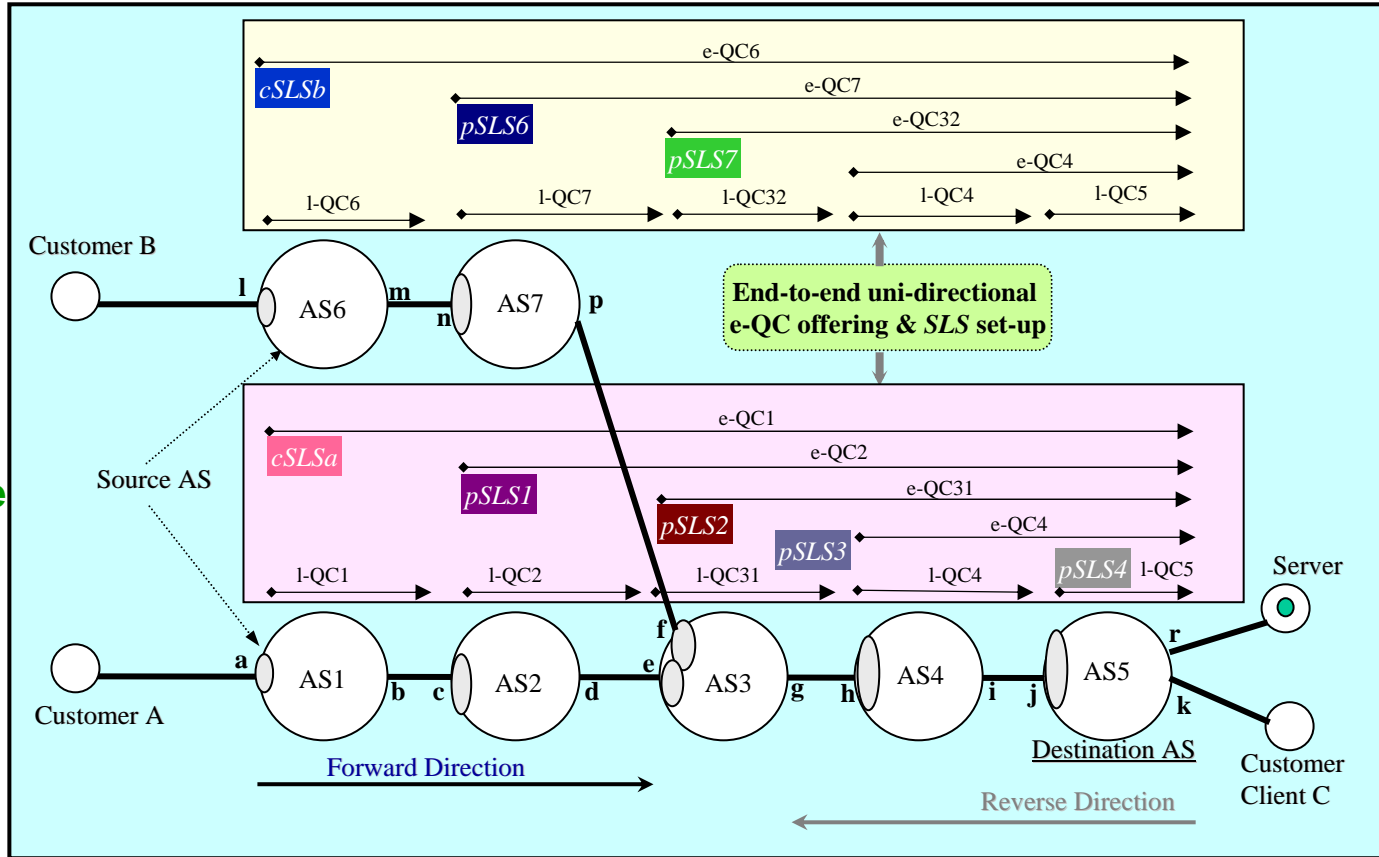 e-QC6
cSLSb
e-QC7
pSLS6
e-QC32
pSLS7
e-QC4
l-QC6
l-QC7
l-QC32
l-QC4
l-QC5
Customer B
l
AS6
m
n
AS7
p
End-to-end uni-directional
e-QC offering & SLS set-up
e-QC1
cSLSa
e-QC2
Source AS
pSLS1
e-QC31
e
pSLS2
e-QC4
pSLS3
l-QC1
l-QC2
l-QC31
l-QC4
pSLS4
l-QC5
Server
Customer A
a
AS1
b
c
AS2
d
e
f
AS3
g
h
AS4
i
j
AS5
r
k
Destination AS
Customer
Client C
Forward Direction
Reverse Direction